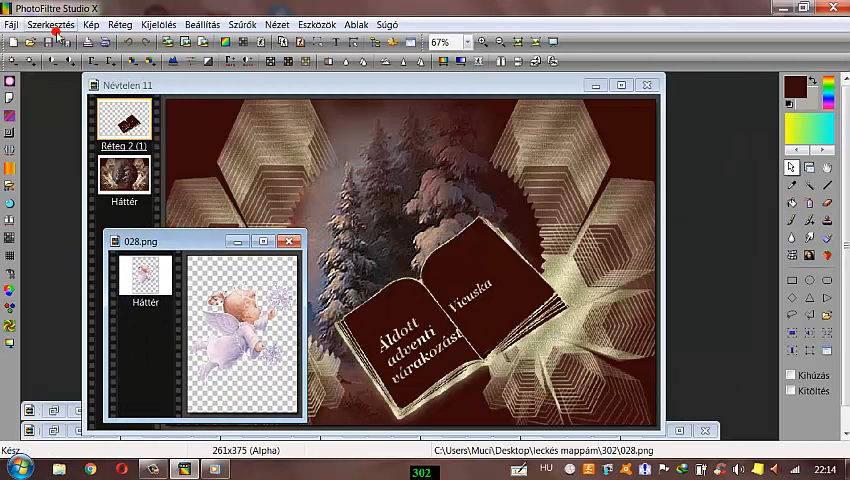 PhotoFiltre Studio X
Fájl Szerkesztés Kép Réteg Kijelölés Beállítás Szűrők Nézet Eszközök Ablak Súgó
67%
Névtelen 11
Réteg 2 (1)
Háttér
028.png
Háttér
Áldott
adventi
várakozást
Vicuska
Kihúzás
Kitöltés
Kész
261x375 (Alpha)
C:\Users\Muci\Desktop\leckés mappám\302\028.png
302
HU
22:14